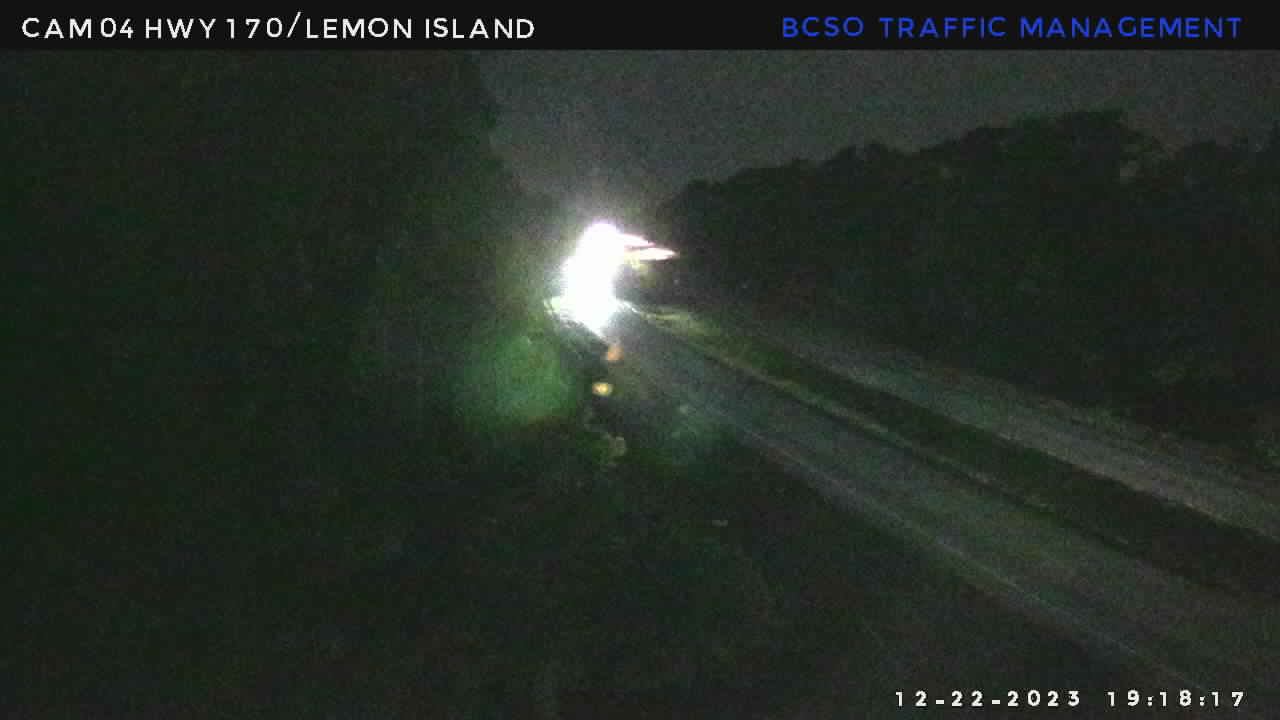 CAM04 HWY 170/LEMON ISLAND
BCSO TRAFFIC MANAGEMENT
12-22-2023 19:18:17